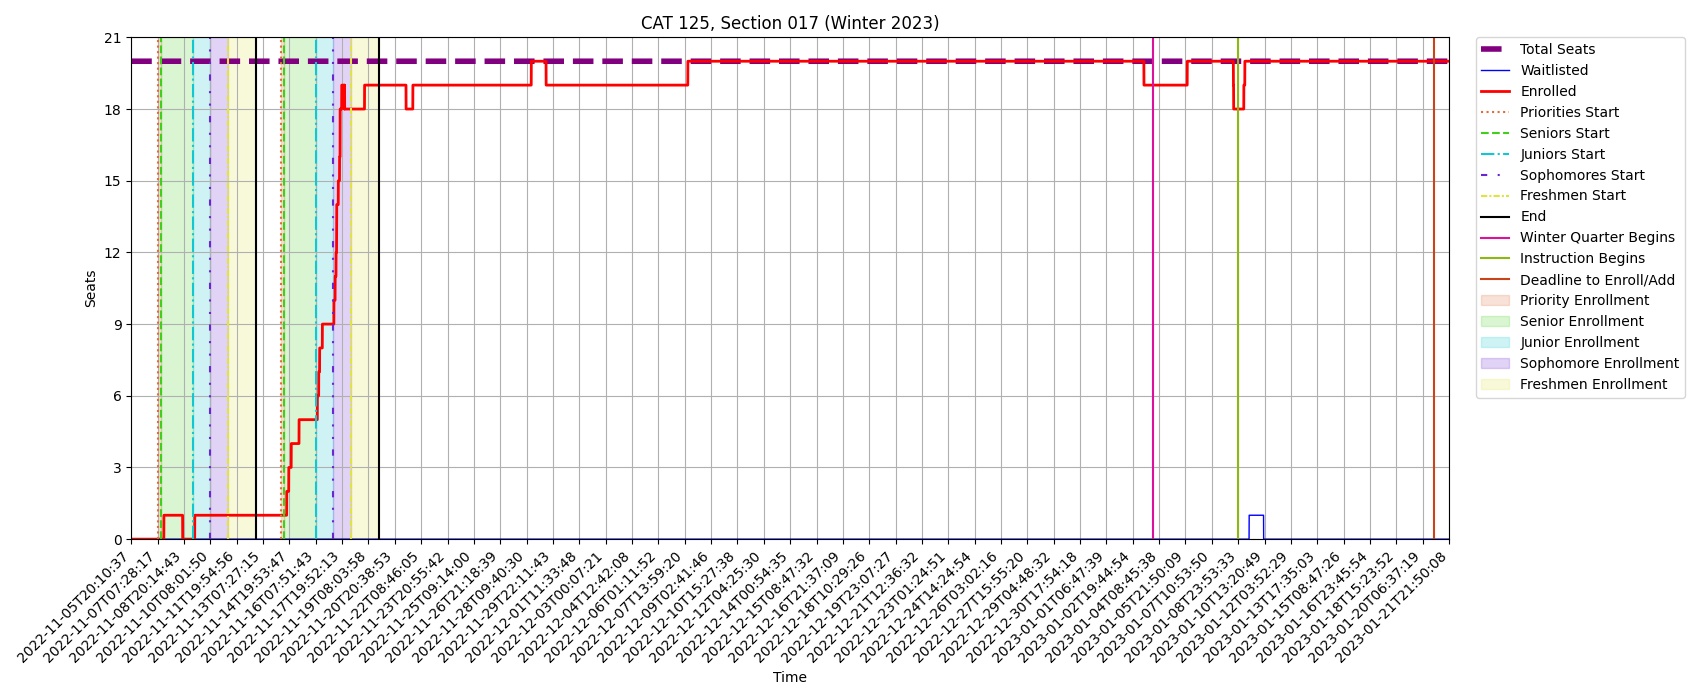 CAT 125, Section 017 (Winter 2023)
21
18
15
12
9
6
3
0
Seats
2022-11-05T20:10:37
2022-11-07T07:28:17
2022-11-08T20:14:43
2022-11-10T08:01:50
2022-11-11T19:54:56
2022-11-13T07:27:15
2022-11-14T19:53:47
2022-11-16T07:51:43
2022-11-17T19:52:13
2022-11-19T08:03:58
2022-11-20T20:38:53
2022-11-22T08:46:05
2022-11-23T20:55:42
2022-11-25T09:14:00
2022-11-26T21:18:39
2022-11-28T09:40:30
2022-11-29T22:11:43
2022-12-01T11:33:48
2022-12-03T00:07:21
2022-12-04T12:42:08
2022-12-06T01:11:52
2022-12-07T13:59:20
2022-12-09T02:41:46
2022-12-10T15:27:38
2022-12-12T04:25:30
2022-12-14T00:54:35
2022-12-15T08:47:32
2022-12-16T21:37:09
2022-12-18T10:29:26
2022-12-19T23:07:27
2022-12-21T12:36:32
2022-12-23T01:24:51
2022-12-24T14:24:54
2022-12-26T03:02:16
2022-12-27T15:55:20
2022-12-29T04:48:32
2022-12-30T17:54:18
2023-01-01T06:47:39
2023-01-02T19:44:54
2023-01-04T08:45:38
2023-01-05T21:50:09
2023-01-07T10:53:50
2023-01-08T23:53:33
2023-01-10T13:20:49
2023-01-12T03:52:29
2023-01-13T17:35:03
2023-01-15T08:47:26
2023-01-16T23:45:54
2023-01-18T15:23:52
2023-01-20T06:37:19
2023-01-21T21:50:08
Time
Total Seats
Waitlisted
Enrolled
Priorities Start
Seniors Start
Juniors Start
Sophomores Start
Freshmen Start
End
Winter Quarter Begins
Instruction Begins
Deadline to Enroll/Add
Priority Enrollment
Senior Enrollment
Junior Enrollment
Sophomore Enrollment
Freshmen Enrollment